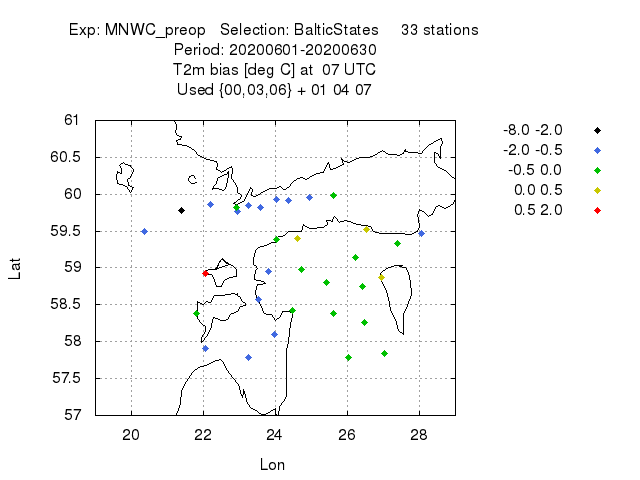 Exp: MNWC_preop Selection: BalticStates 33 stations
Period: 20200601-20200630
T2m bias [deg C] at 07 UTC
Used {00,03,06} + 01 04 07
-8.0 -2.0
-2.0 -0.5
-0.5 0.0
0.0 0.5
0.5 2.0
61
60.5
60
59.5
59
58.5
58
57.5
57
Lat
20 22 24 26 28
Lon